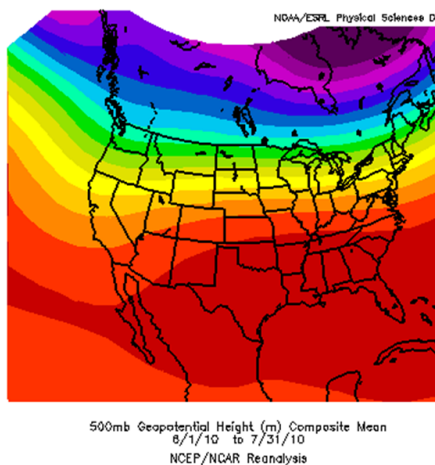 NOAA/ESRL Physical Sciences D
500mb Geopotential Height (m) Composite Mean
6/1/10 to 7/31/10
NCEP/NCAR Reanalysis